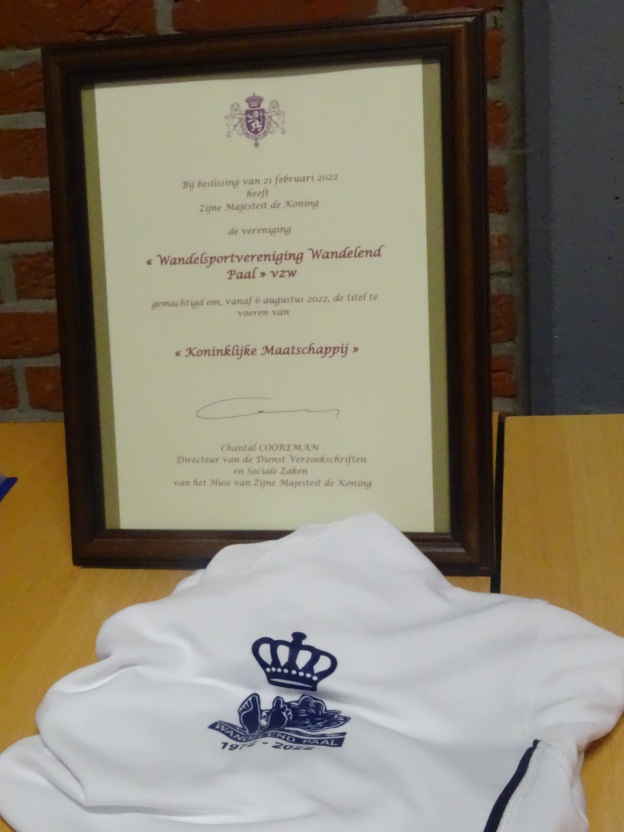 Bij beslissing van 21 februari 2022
heeft
Zijne Majesteit de Koning
de vereniging
« Wandelsportvereniging Wandelend
Paal » vzw
gemachtigd om, vanaf 6 augustus 2022, de titel te
voeren van
« Koninklijke Maatschappij »
Chantal COOREMAN
Directeur van de Dienst Verzoekschriften
en Sociale Zaken
van het Huis van Zijne Majesteit de Koning
WANDELEND PAAL